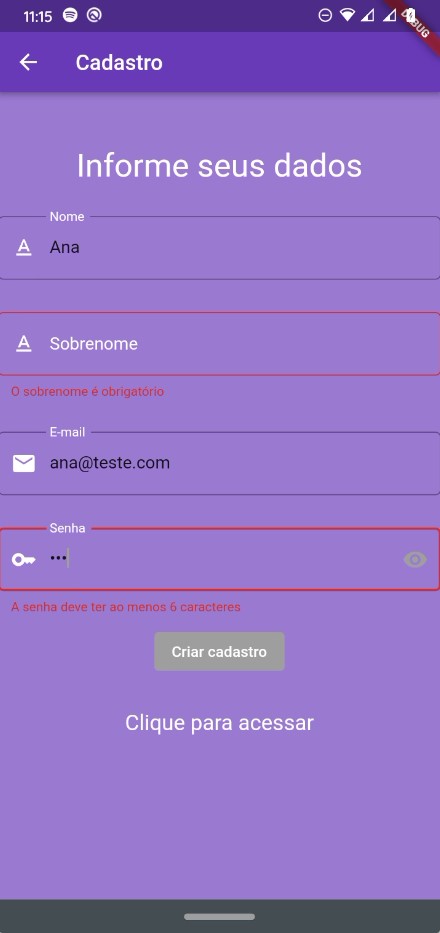 11:15
DEBUG
Cadastro
Informe seus dados
Nome
Ana
Sobrenome
O sobrenome é obrigatório
E-mail
ana@teste.com
Senha
•••
A senha deve ter ao menos 6 caracteres
Criar cadastro
Clique para acessar